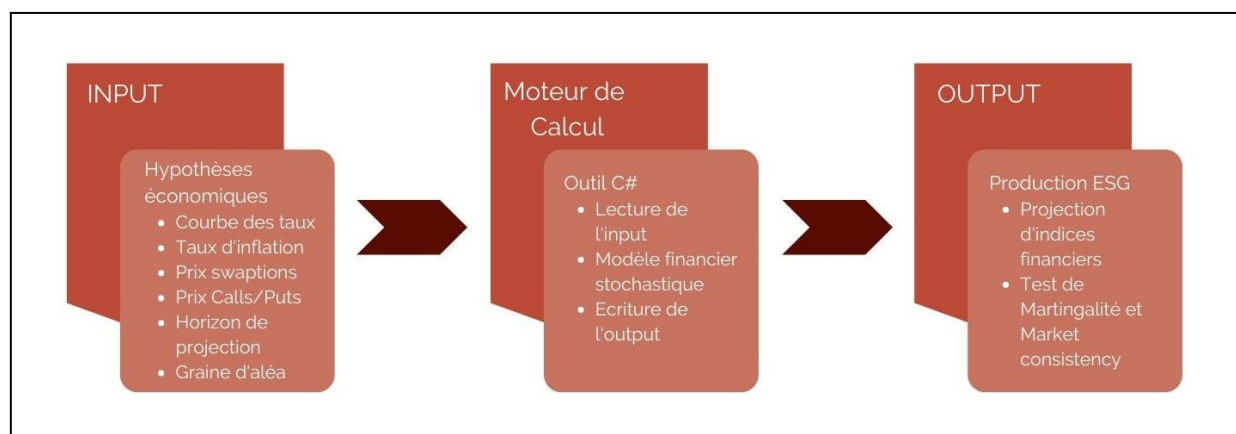 INPUT
Hypothèses
économiques
• Courbe des taux
• Taux d'inflation
• Prix swaptions
• Prix Calls/Puts
• Horizon de
projection
• Graine d'aléa
Moteur de
Calcul
Outil C#
• Lecture de
l'input
• Modèle financier
stochastique
• Ecriture de
l'output
OUTPUT
Production ESG
• Projection
d'indices
financiers
• Test de
Martingalité et
Market
consistency